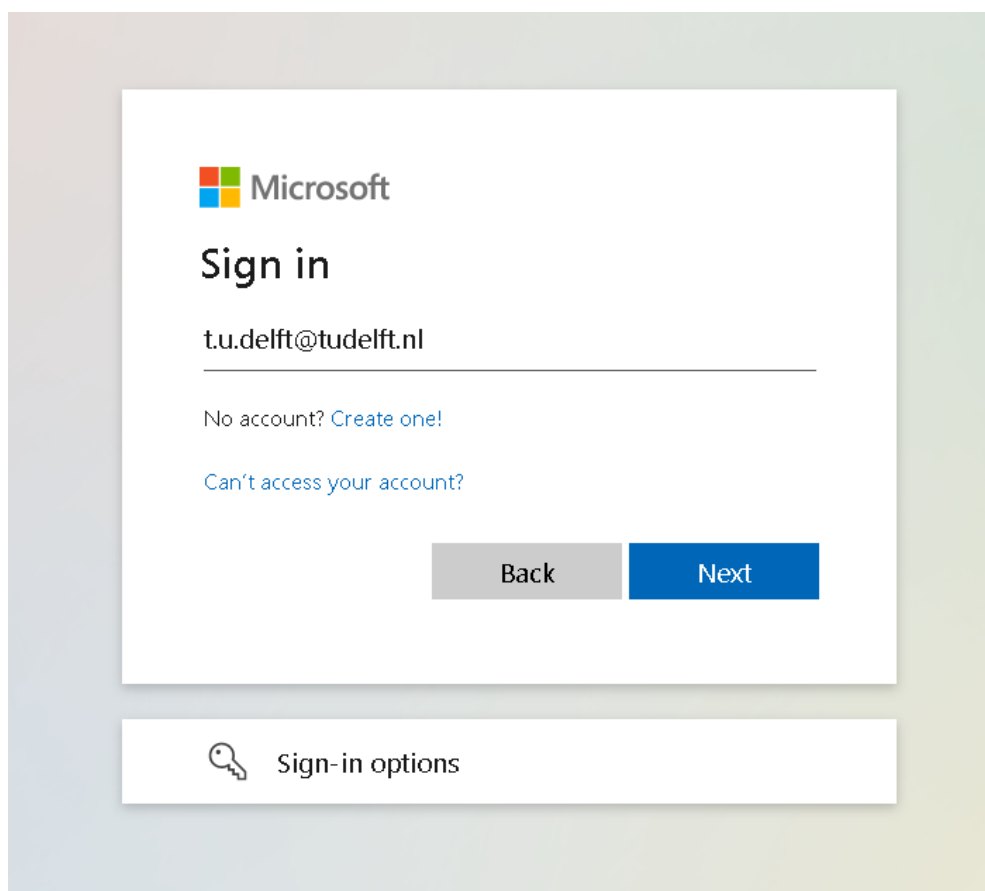 Microsoft
Sign in
t.u.delft@tudelft.nl
No account? Create one!
Can't access your account?
Back Next
Sign-in options